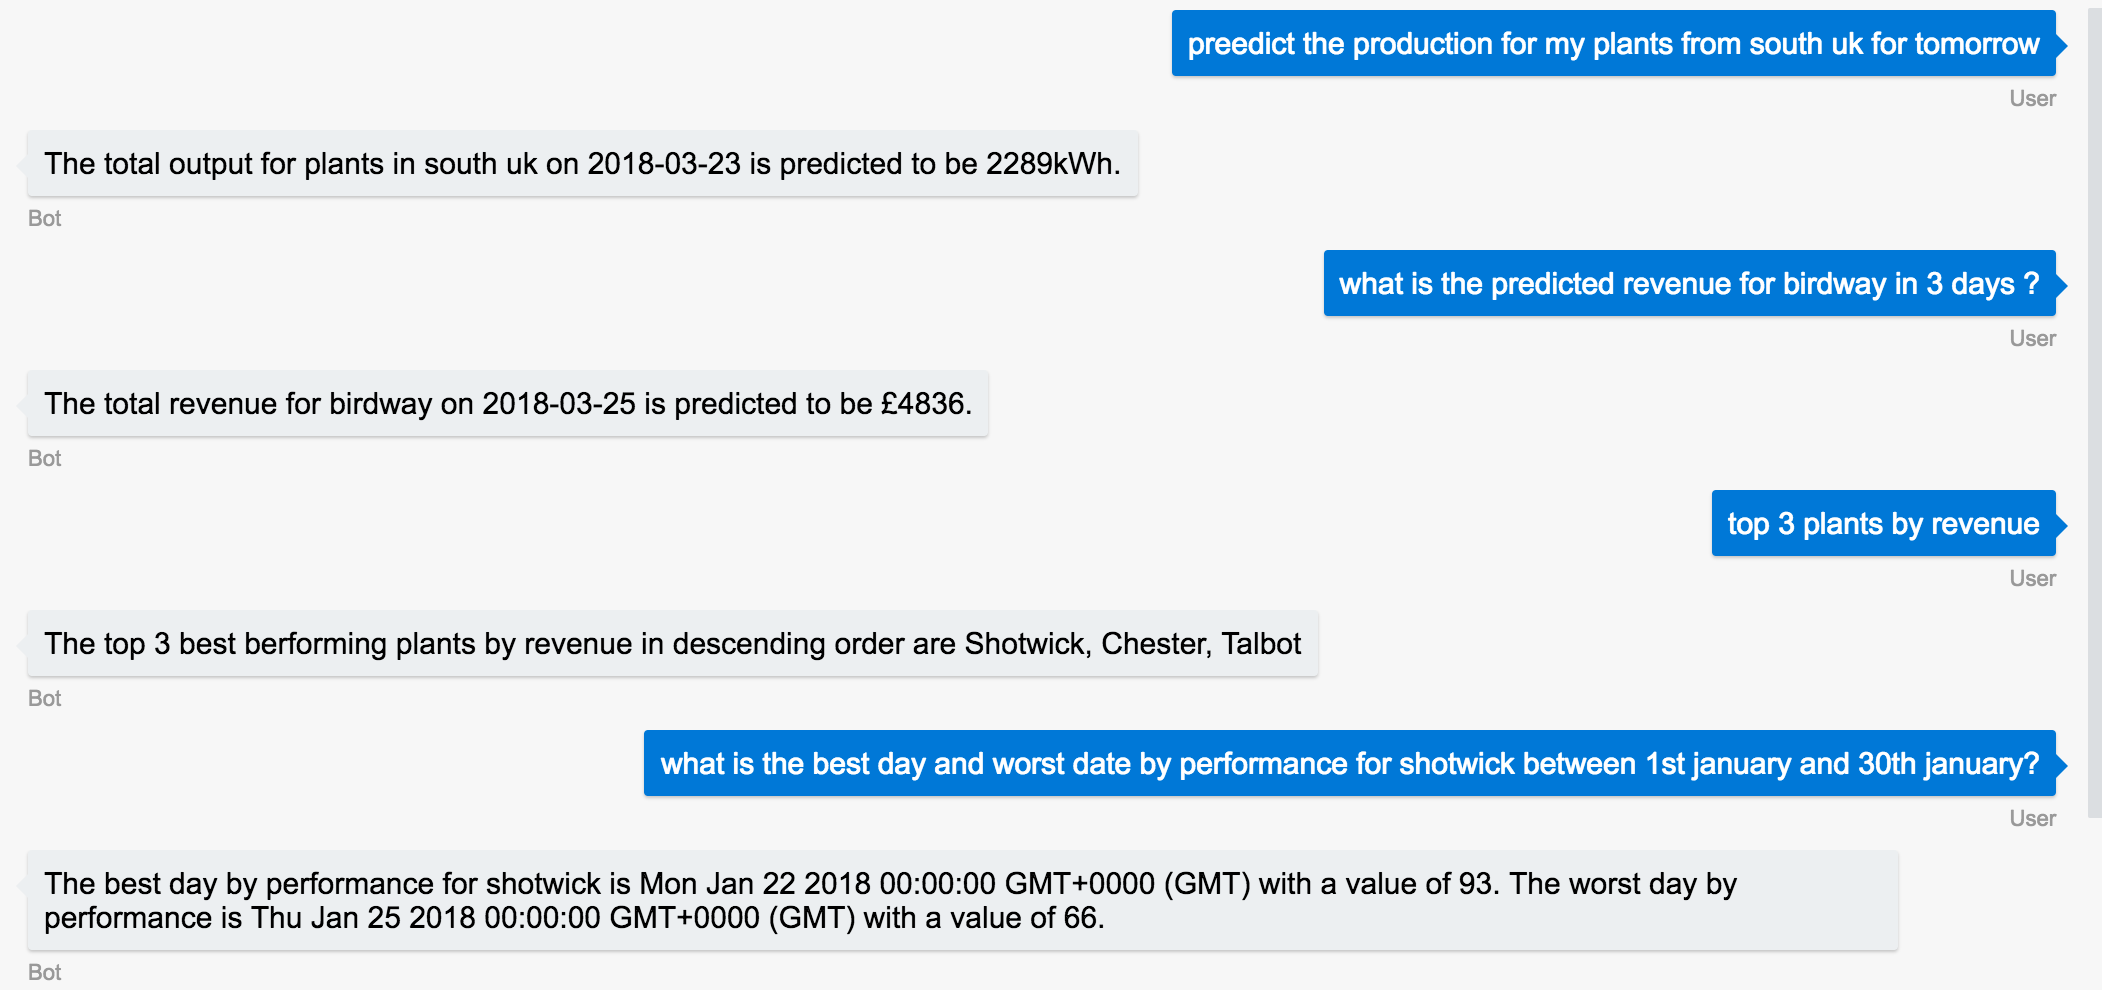 preedict the production for my plants from south uk for tomorrow
User
The total output for plants in south uk on 2018-03-23 is predicted to be 2289kWh.
Bot
what is the predicted revenue for birdway in 3 days ?
User
The total revenue for birdway on 2018-03-25 is predicted to be £4836.
Bot
top 3 plants by revenue
User
The top 3 best berforming plants by revenue in descending order are Shotwick, Chester, Talbot
Bot
what is the best day and worst date by performance for shotwick between 1st january and 30th january?
User
The best day by performance for shotwick is Mon Jan 22 2018 00:00:00 GMT+0000 (GMT) with a value of 93. The worst day by
performance is Thu Jan 25 2018 00:00:00 GMT+0000 (GMT) with a value of 66.
Bot